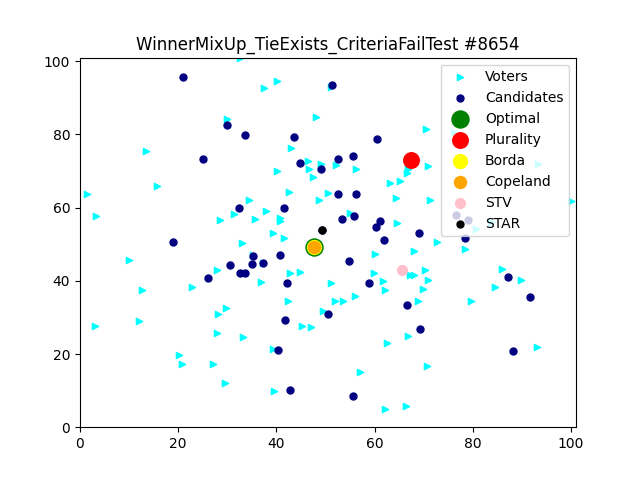 WinnerMixUp_TieExists_CriteriaFailTest #8654
100
80
60
40
20
0
0 20 40 60 80 100
Voters
Candidates
Optimal
Plurality
Borda
Copeland
STV
STAR